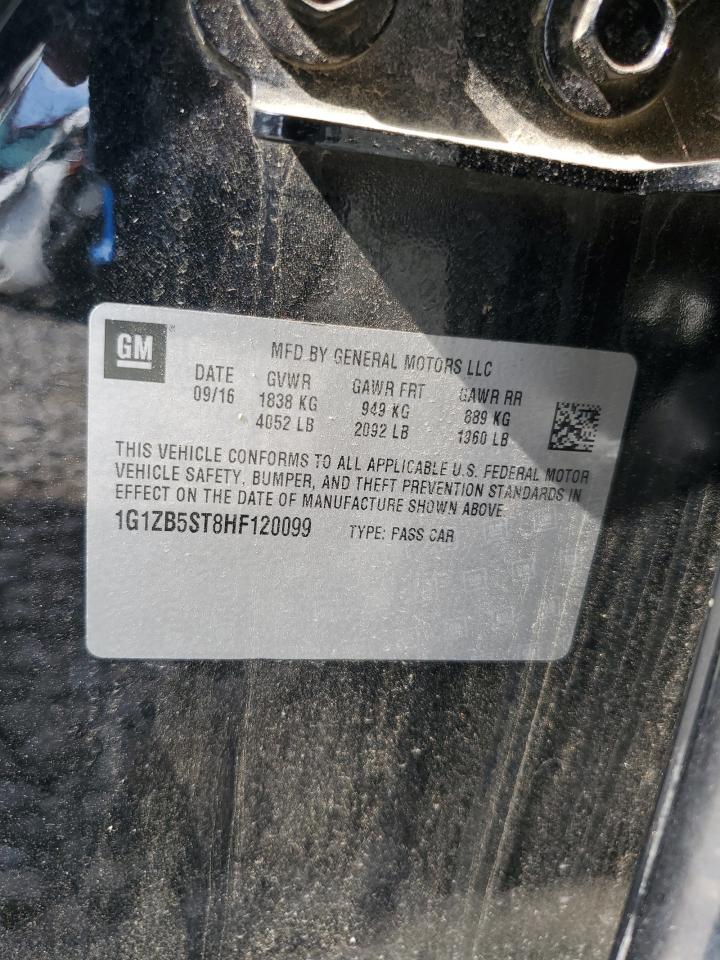 GM
MFD BY GENERAL MOTORS LLC
DATE GVWR GAWR FRT GAWR RR
09/16 1838 KG 949 KG 889 KG
4052 LB 2092 LB 1960 LB
THIS VEHICLE CONFORMS TO ALL APPLICABLE U.S. FEDERAL MOTOR
VEHICLE SAFETY, BUMPER, AND THEFT PREVENTION STANDARDS IN
EFFECT ON THE DATE OF MANUFACTURE SHOWN ABOVE.
1G1ZB5ST8HF120099 TYPE: PASS CAR